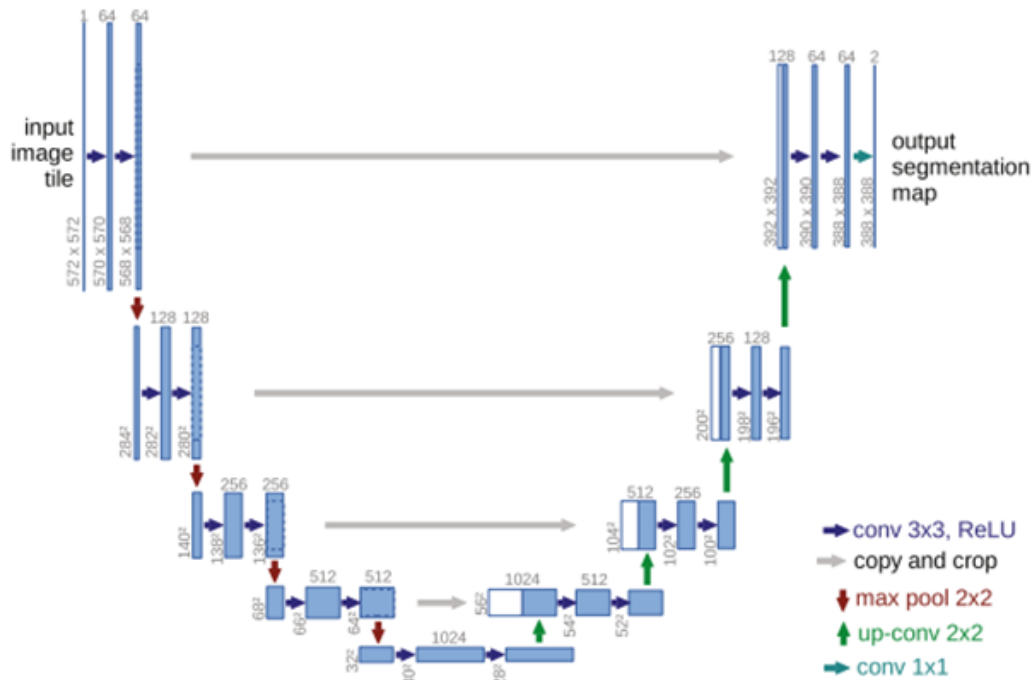 1 64 64
128 64 64 2
input
image
tile
output
segmentation
map
572 x 572
570 x 570
568 x 568
392 x 392
390 x 390
388 x 388
388 x 388
128 128
256 128
284²
282²
280²
200²
198²
196²
256 256
512 256
140²
138²
136²
104²
102²
100²
512 512
1024 512
68²
66²
64²
56²
54²
52²
1024
32²
conv 3x3, ReLU
copy and crop
max pool 2x2
up-conv 2x2
conv 1x1